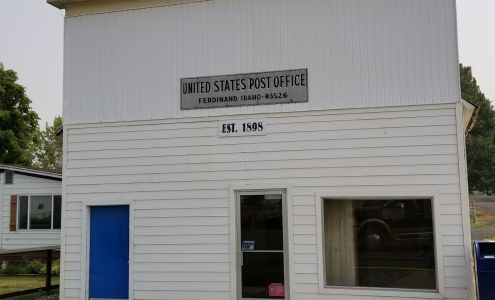 UNITED STATES POST OFFICE
FERDINAND, IDAHO-83526
EST. 1898